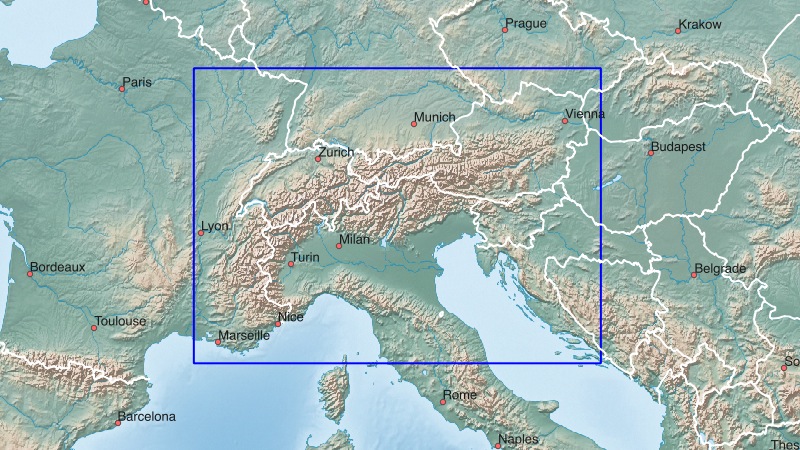 Prague
Krakow
Paris
Munich
Vienna
Zurich
Budapest
Lyon
Milan
Turin
Bordeaux
Belgrade
Toulouse
Nice
Marseille
So
Rome
Barcelona
Naples
Thes